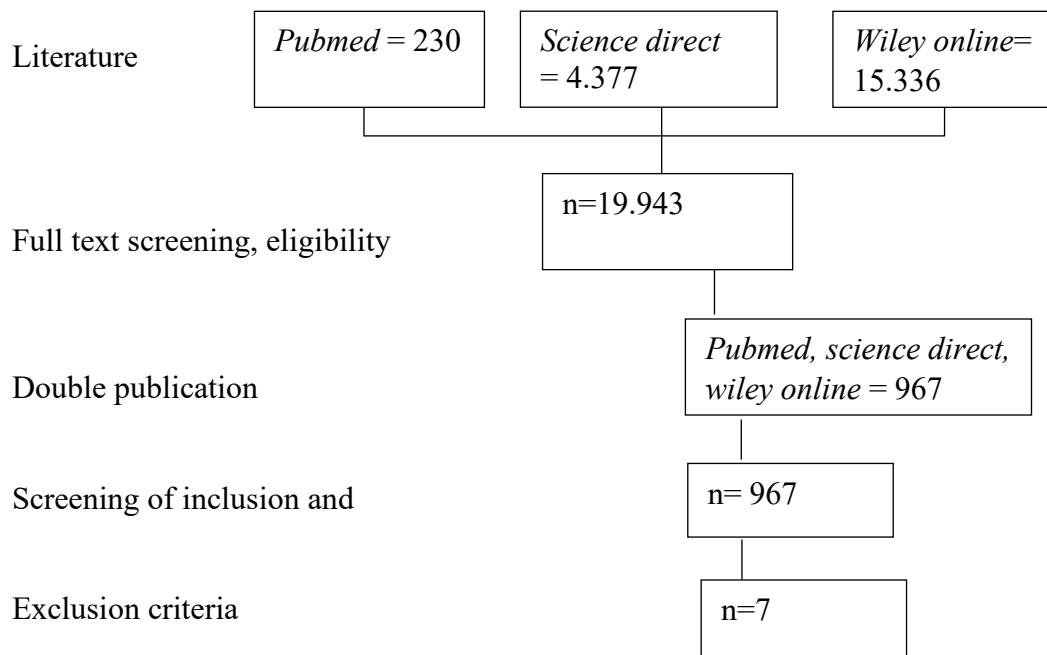 Literature
Pubmed = 230
Science direct
= 4.377
Wiley online=
15.336
n=19.943
Full text screening, eligibility
Pubmed, science direct,
wiley online = 967
Double publication
n= 967
Screening of inclusion and
n=7
Exclusion criteria